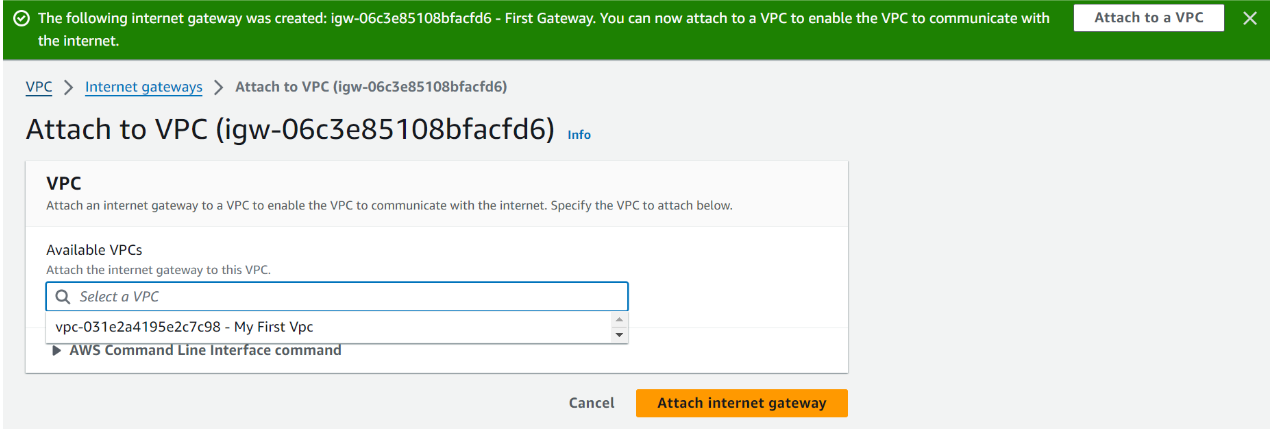 The following internet gateway was created: igw-06c3e85108bfacfd6 - First Gateway. You can now attach to a VPC to enable the VPC to communicate with
the internet.
Attach to a VPC
VPC
Internet gateways
Attach to VPC (igw-06c3e85108bfacfd6)
Attach to VPC (igw-06c3e85108bfacfd6)
Info
VPC
Attach an internet gateway to a VPC to enable the VPC to communicate with the internet. Specify the VPC to attach below.
Available VPCs
Attach the internet gateway to this VPC.
Select a VPC
vpc-031e2a4195e2c7c98 - My First Vpc
AWS Command Line Interface command
Cancel
Attach internet gateway